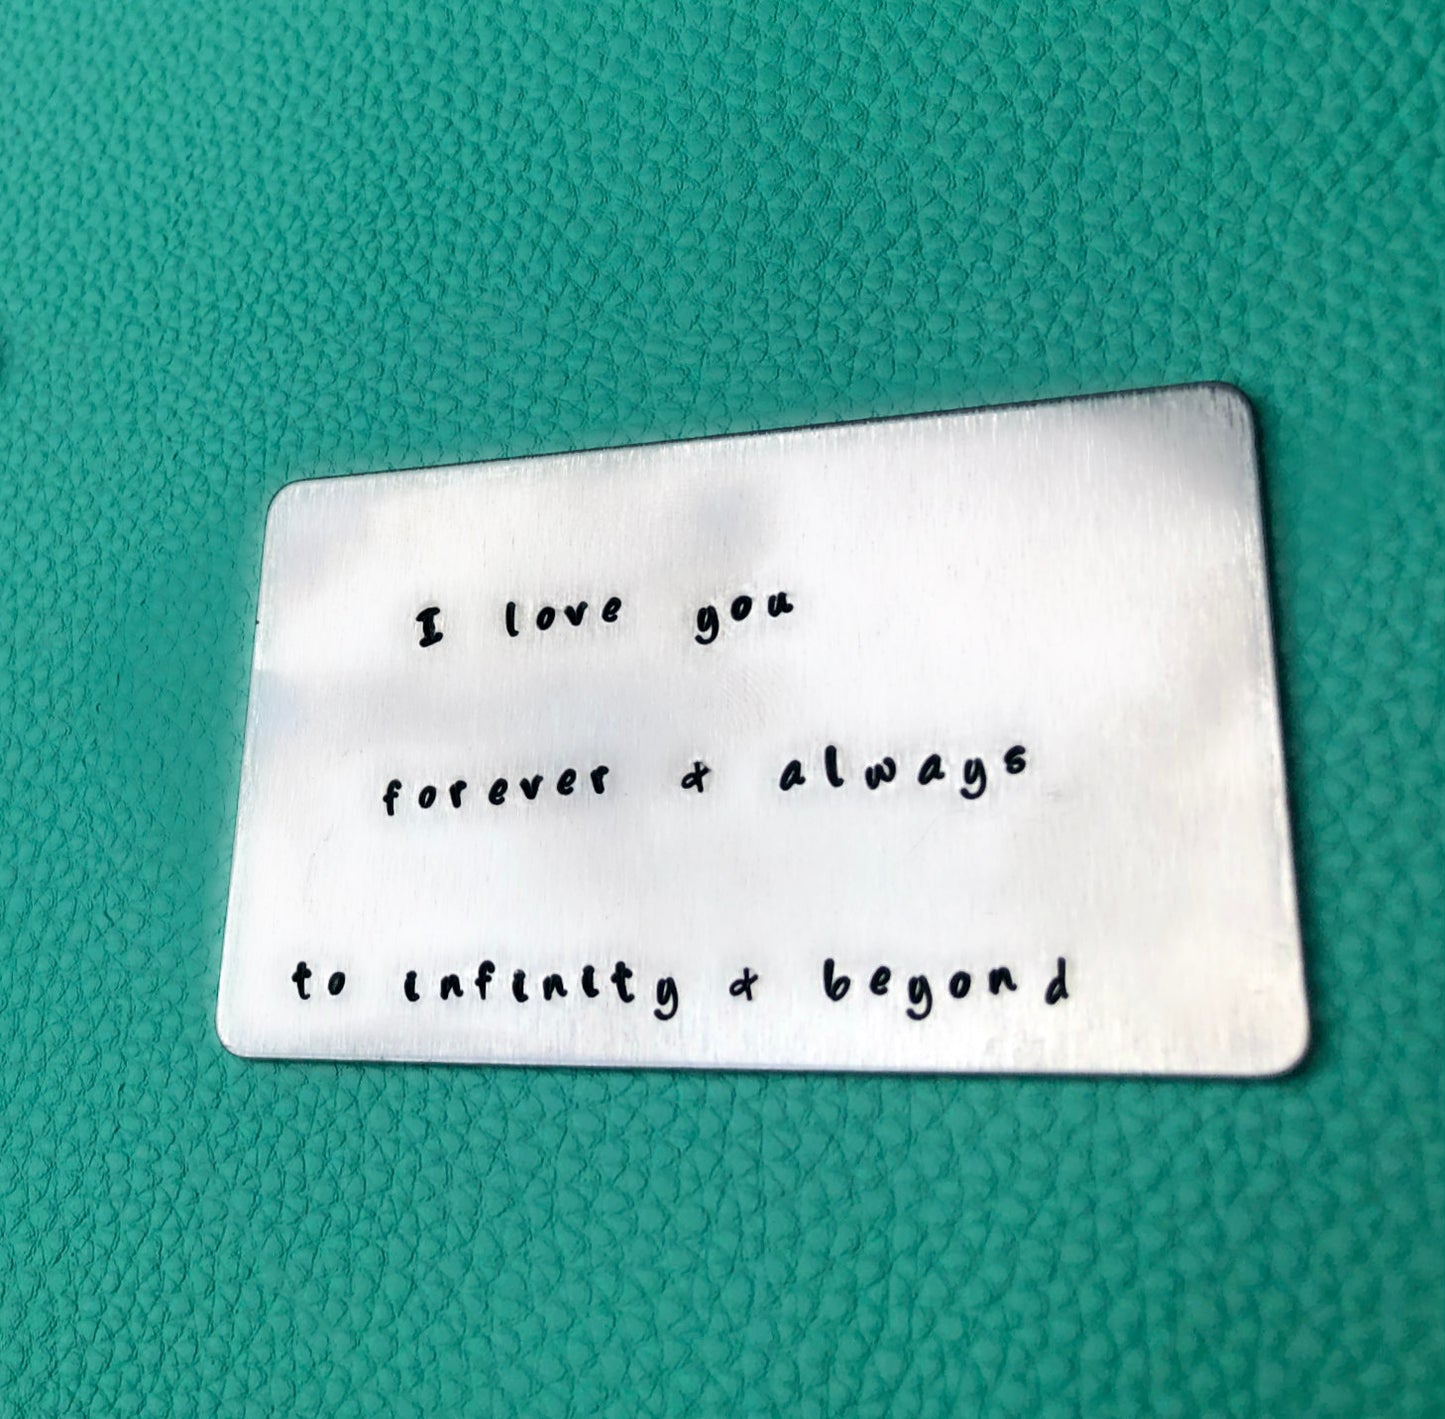 I love you
forever & always
to infinity & beyond